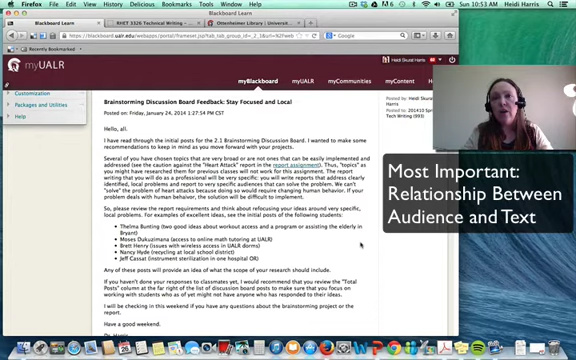 Firefox File Edit View History Bookmarks Tools Window Help
Sun 10:53 AM Heidi Harris
Blackboard Learn
Blackboard Learn
RHET 3326 Technical Writing –...
Ottenheimer Library | Universit...
Google
Recently Bookmarked
myUALR
Heidi Skurat Harris
myBlackboard myUALR myCommunities myContent
Customization
Packages and Utilities
Help
Brainstorming Discussion Board Feedback: Stay Focused and Local
Posted on: Friday, January 24, 2014 1:27:54 PM CST
Posted by: Heidi Skurat
Harris
Tech Writing (993)
Hello, all.
I have read through the initial posts for the 2.1 Brainstorming Discussion Board. I wanted to make some
recommendations to keep in mind as you move forward with your projects.
Several of you have chosen topics that are very broad or are not ones that can be easily implemented and
addressed (see the caution against the "Heart Attack" report in the report assignment). Thus, "topics" as
you might have researched them for previous classes will not work for this assignment. The report
writing that you will do as a professional will be very specific: you will write reports that address clearly
identified, local problems and report to very specific audiences that can solve the problem. We can't
"solve" the problem of heart attacks because doing so would require changing human behavior. If your
problem deals with human behavior, the solution will be difficult to implement.
So, please review the report requirements and think about refocusing your ideas around very specific,
local problems. For examples of excellent ideas, see the initial posts of the following students:
• Thelma Bunting (two good ideas about workout access and a program or assisting the elderly in
Bryant)
• Moses Dukuzimana (access to online math tutoring at UALR)
• Brett Henry (issues with wireless access in UALR dorms)
• Nancy Hyde (recycling at local school district)
• Jeff Cassat (instrument sterilization in one hospital OR)
Any of these posts will provide an idea of what the scope of your research should include.
If you haven't done your responses to classmates yet, I would recommend that you review the "Total
Posts" column at the far right of the list of discussion board posts to make sure that you focus on
working with students who as of yet might not have anyone who has responded to their ideas.
I will be checking in this weekend if you have any questions about the brainstorming project or the
report.
Have a good weekend.
Dr. Harris
Most Important:
Relationship Between
Audience and Text